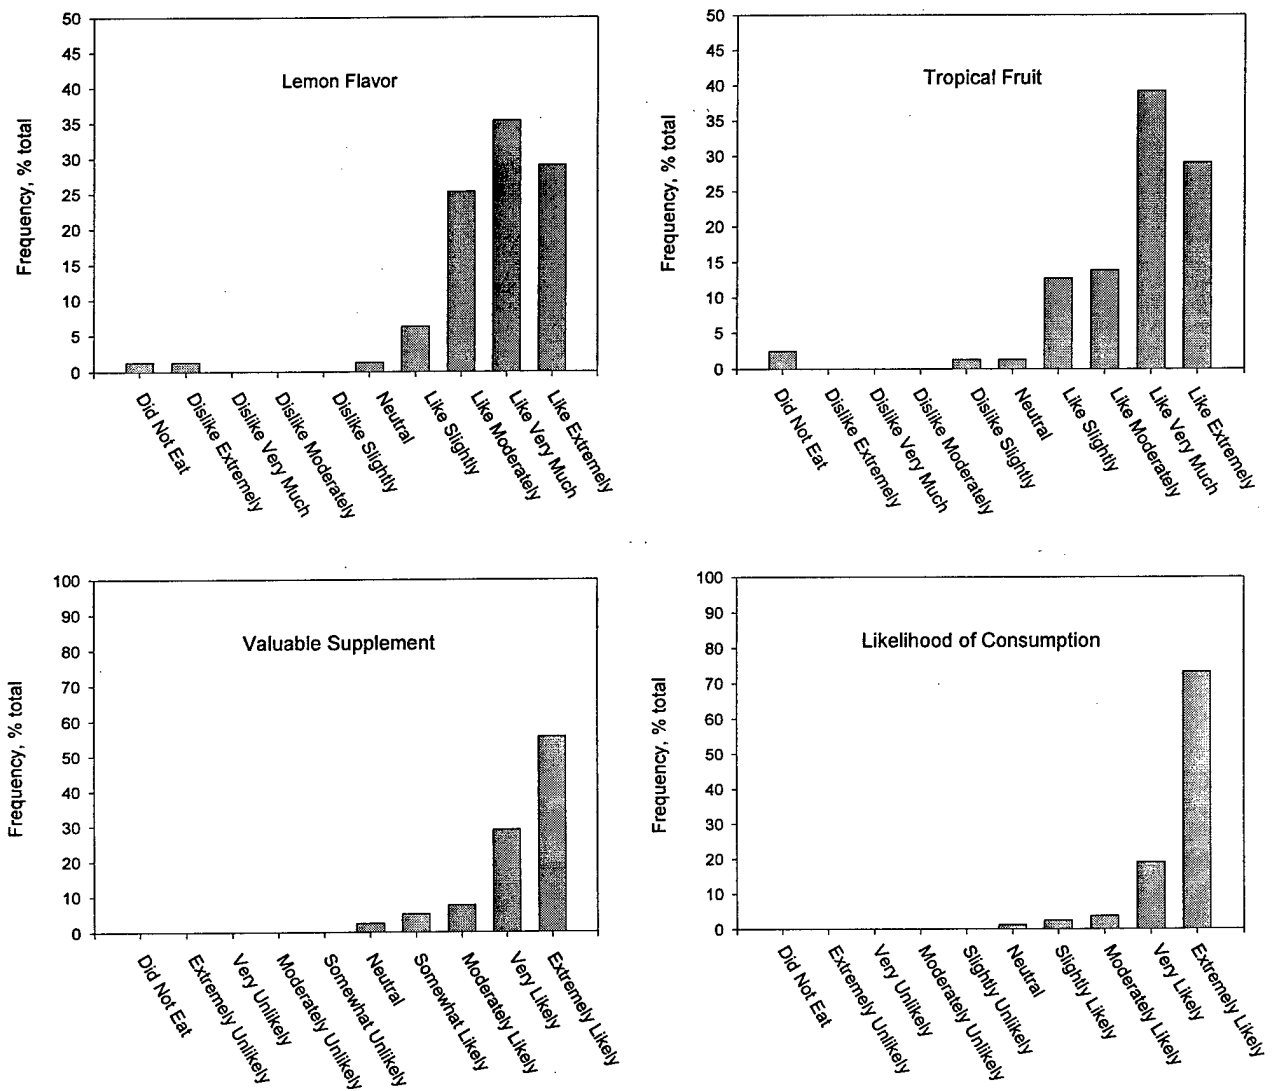 Lemon Flavor
Frequency, % total
50
45
40
35
30
25
20
15
10
5
0
Did Not Eat
Dislike Extremely
Dislike Very Much
Dislike Moderately
Dislike Slightly
Neutral
Like Slightly
Like Moderately
Like Very Much
Like Extremely
Tropical Fruit
Frequency, % total
50
45
40
35
30
25
20
15
10
5
0
Did Not Eat
Dislike Extremely
Dislike Very Much
Dislike Moderately
Dislike Slightly
Neutral
Like Slightly
Like Moderately
Like Very Much
Like Extremely
Valuable Supplement
Frequency, % total
100
90
80
70
60
50
40
30
20
10
0
Did Not Eat
Extremely Unlikely
Very Unlikely
Moderately Unlikely
Somewhat Unlikely
Neutral
Somewhat Likely
Moderately Likely
Very Likely
Extremely Likely
Likelihood of Consumption
Frequency, % total
100
90
80
70
60
50
40
30
20
10
0
Did Not Eat
Extremely Unlikely
Very Unlikely
Moderately Unlikely
Slightly Unlikely
Neutral
Slightly Likely
Moderately Likely
Very Likely
Extremely Likely